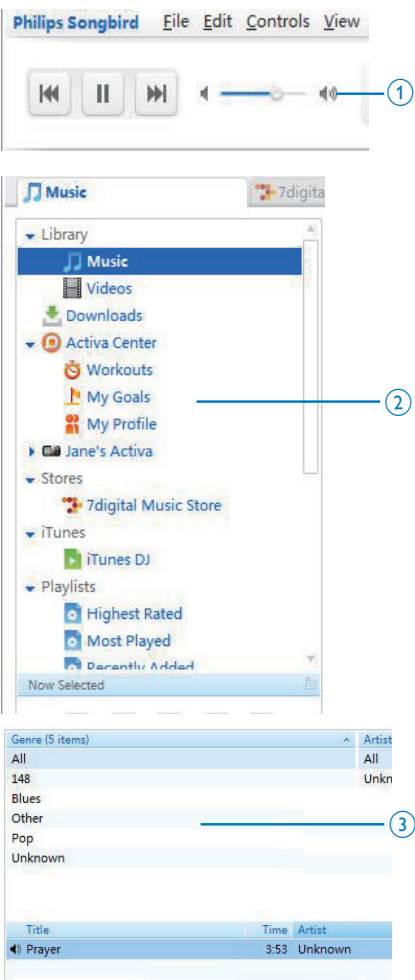 Philips Songbird File Edit Controls View
1
Music 7digita
Library
Music
Videos
Downloads
Activa Center
Workouts
My Goals
2
My Profile
Jane's Activa
Stores
7digital Music Store
iTunes
iTunes DJ
Playlists
Highest Rated
Most Played
Recently Added
Now Selected
Genre (5 items) Artist
All All
148 Unkn
Blues
Other
3
Pop
Unknown
Title Time Artist
Prayer 3:53 Unknown